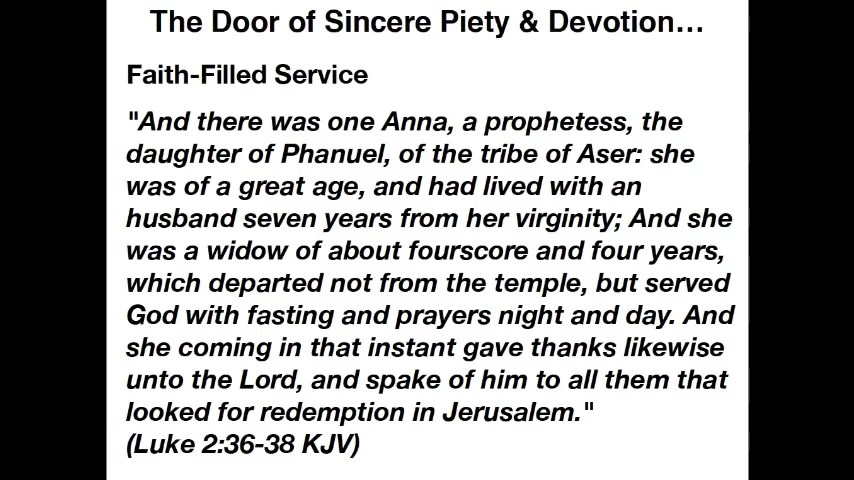 The Door of Sincere Piety & Devotion…
Faith-Filled Service
"And there was one Anna, a prophetess, the
daughter of Phanuel, of the tribe of Aser: she
was of a great age, and had lived with an
husband seven years from her virginity; And she
was a widow of about fourscore and four years,
which departed not from the temple, but served
God with fasting and prayers night and day. And
she coming in that instant gave thanks likewise
unto the Lord, and spake of him to all them that
looked for redemption in Jerusalem."
(Luke 2:36-38 KJV)